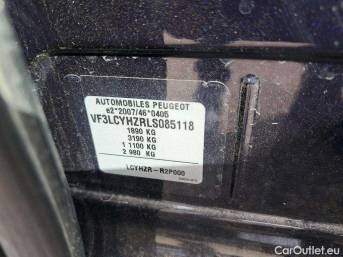 AUTOMOBILES PEUGEOT
e2*2007/46*0405
VF3LCYHZRLS085118
1890 KG
3190 KG
1 1100 KG
2 980 KG
LCYHZR - R2P000
CarOutlet.eu